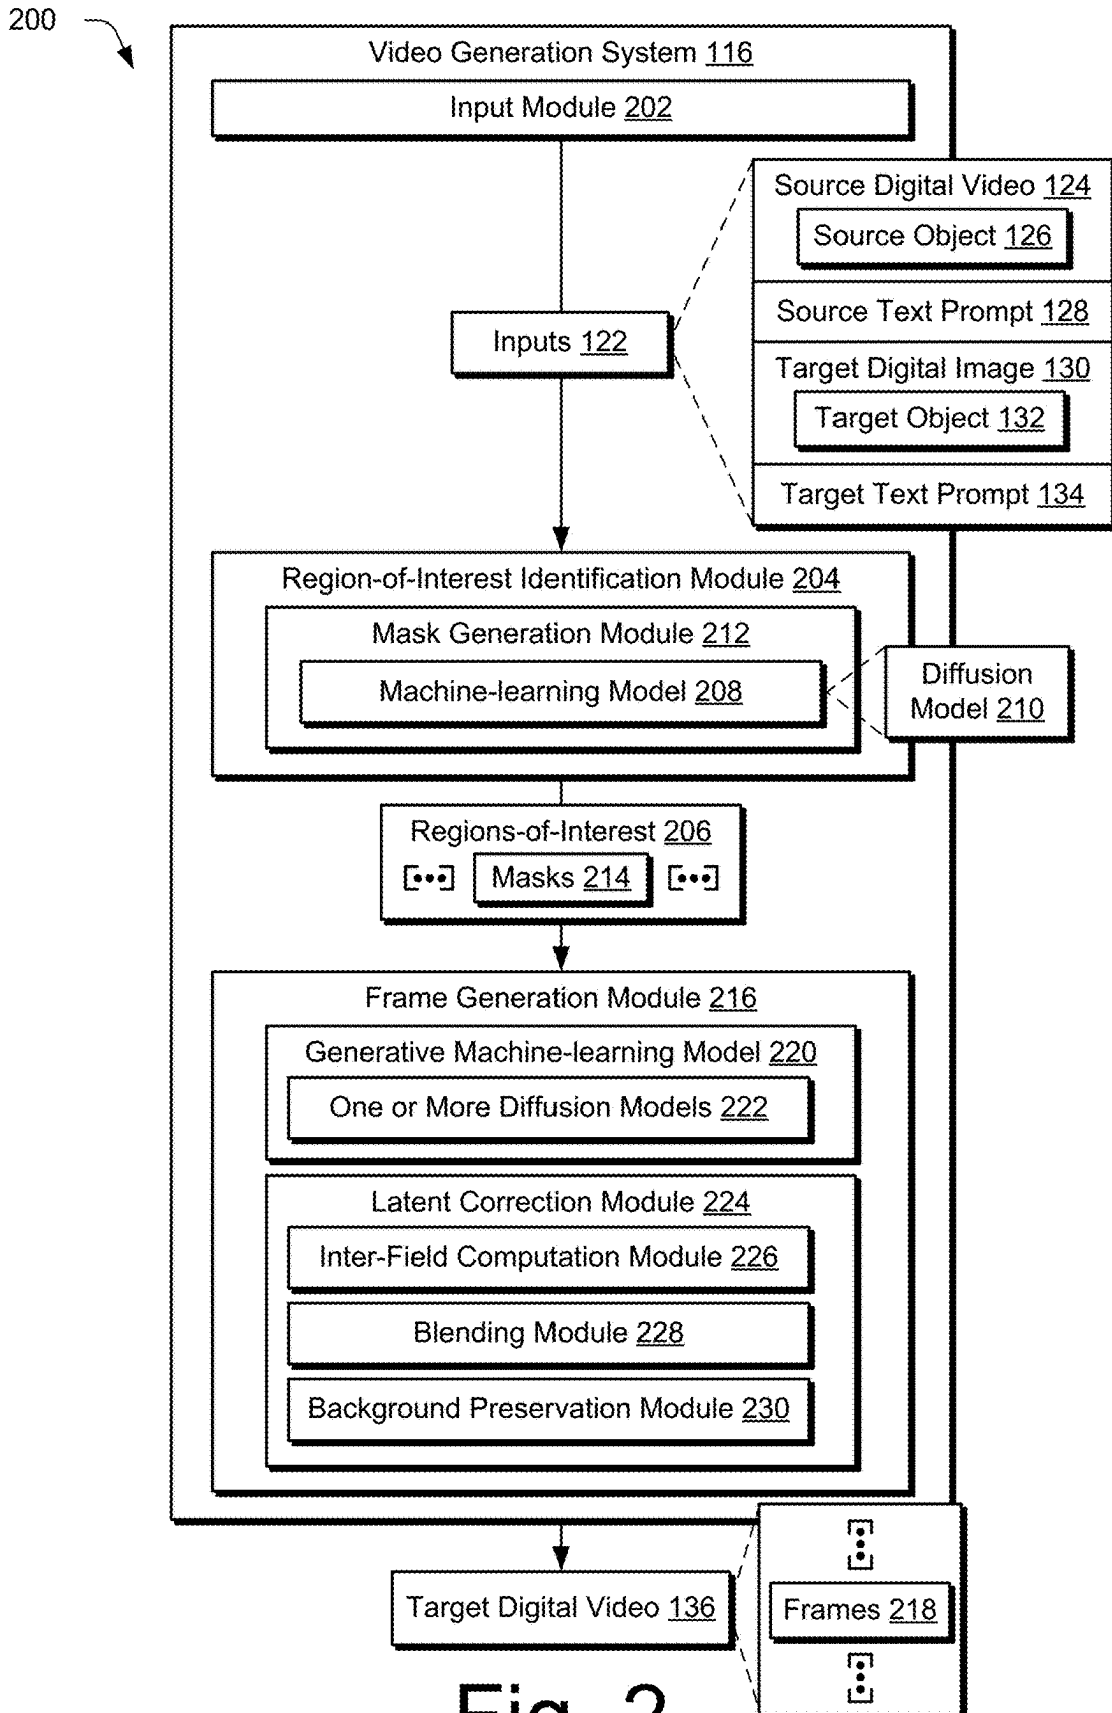 200
Video Generation System 116
Input Module 202
Source Digital Video 124
Source Object 126
Source Text Prompt 128
Inputs 122
Target Digital Image 130
Target Object 132
Target Text Prompt 134
Region-of-Interest Identification Module 204
Mask Generation Module 212
Machine-learning Model 208
Diffusion
Model 210
Regions-of-Interest 206
Masks 214
Frame Generation Module 216
Generative Machine-learning Model 220
One or More Diffusion Models 222
Latent Correction Module 224
Inter-Field Computation Module 226
Blending Module 228
Background Preservation Module 230
Target Digital Video 136
Frames 218
Fig. 2